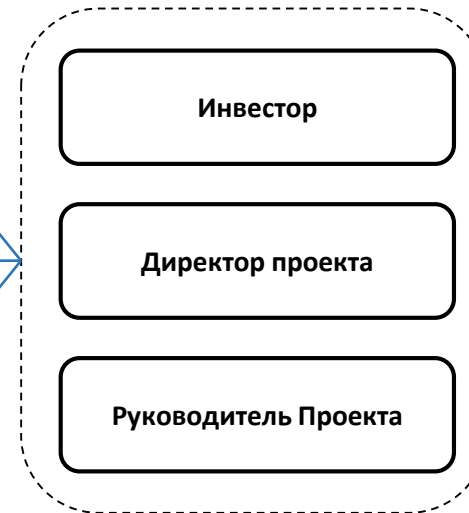 Инвестор
Директор проекта
Руководитель Проекта